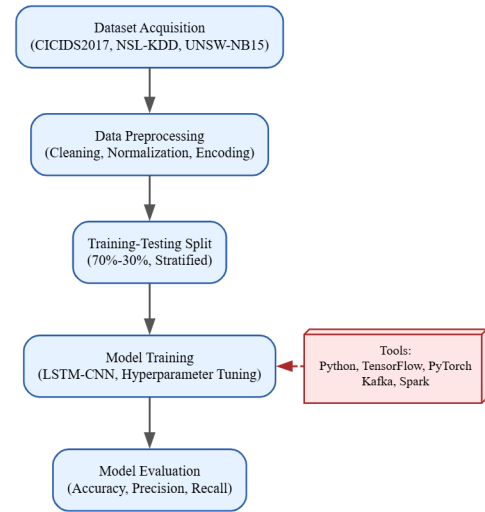 Dataset Acquisition
(CICIDS2017, NSL-KDD, UNSW-NB15)
Data Preprocessing
(Cleaning, Normalization, Encoding)
Training-Testing Split
(70%-30%, Stratified)
Model Training
(LSTM-CNN, Hyperparameter Tuning)
Tools:
Python, TensorFlow, PyTorch
Kafka, Spark
Model Evaluation
(Accuracy, Precision, Recall)